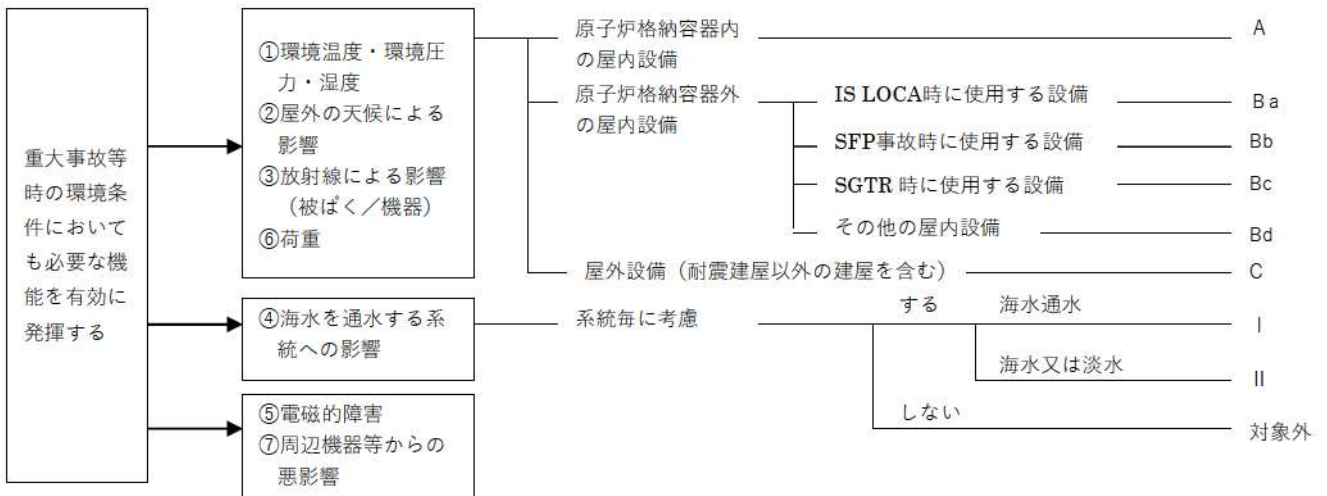 重大事故等
時の環境条
件において
も必要な機
能を有効に
発揮する
①環境温度・環境圧
力・湿度
②屋外の天候による
影響
③放射線による影響
（被ばく／機器）
⑥荷重
④海水を通水する系
統への影響
⑤電磁的障害
⑦周辺機器等からの
悪影響
原子炉格納容器内
の屋内設備
A
原子炉格納容器外
の屋内設備
IS LOCA時に使用する設備
Ba
SFP事故時に使用する設備
Bb
SGTR 時に使用する設備
Bc
その他の屋内設備
Bd
屋外設備（耐震建屋以外の建屋を含む）
C
系統毎に考慮
する
海水通水
I
海水又は淡水
II
しない
対象外